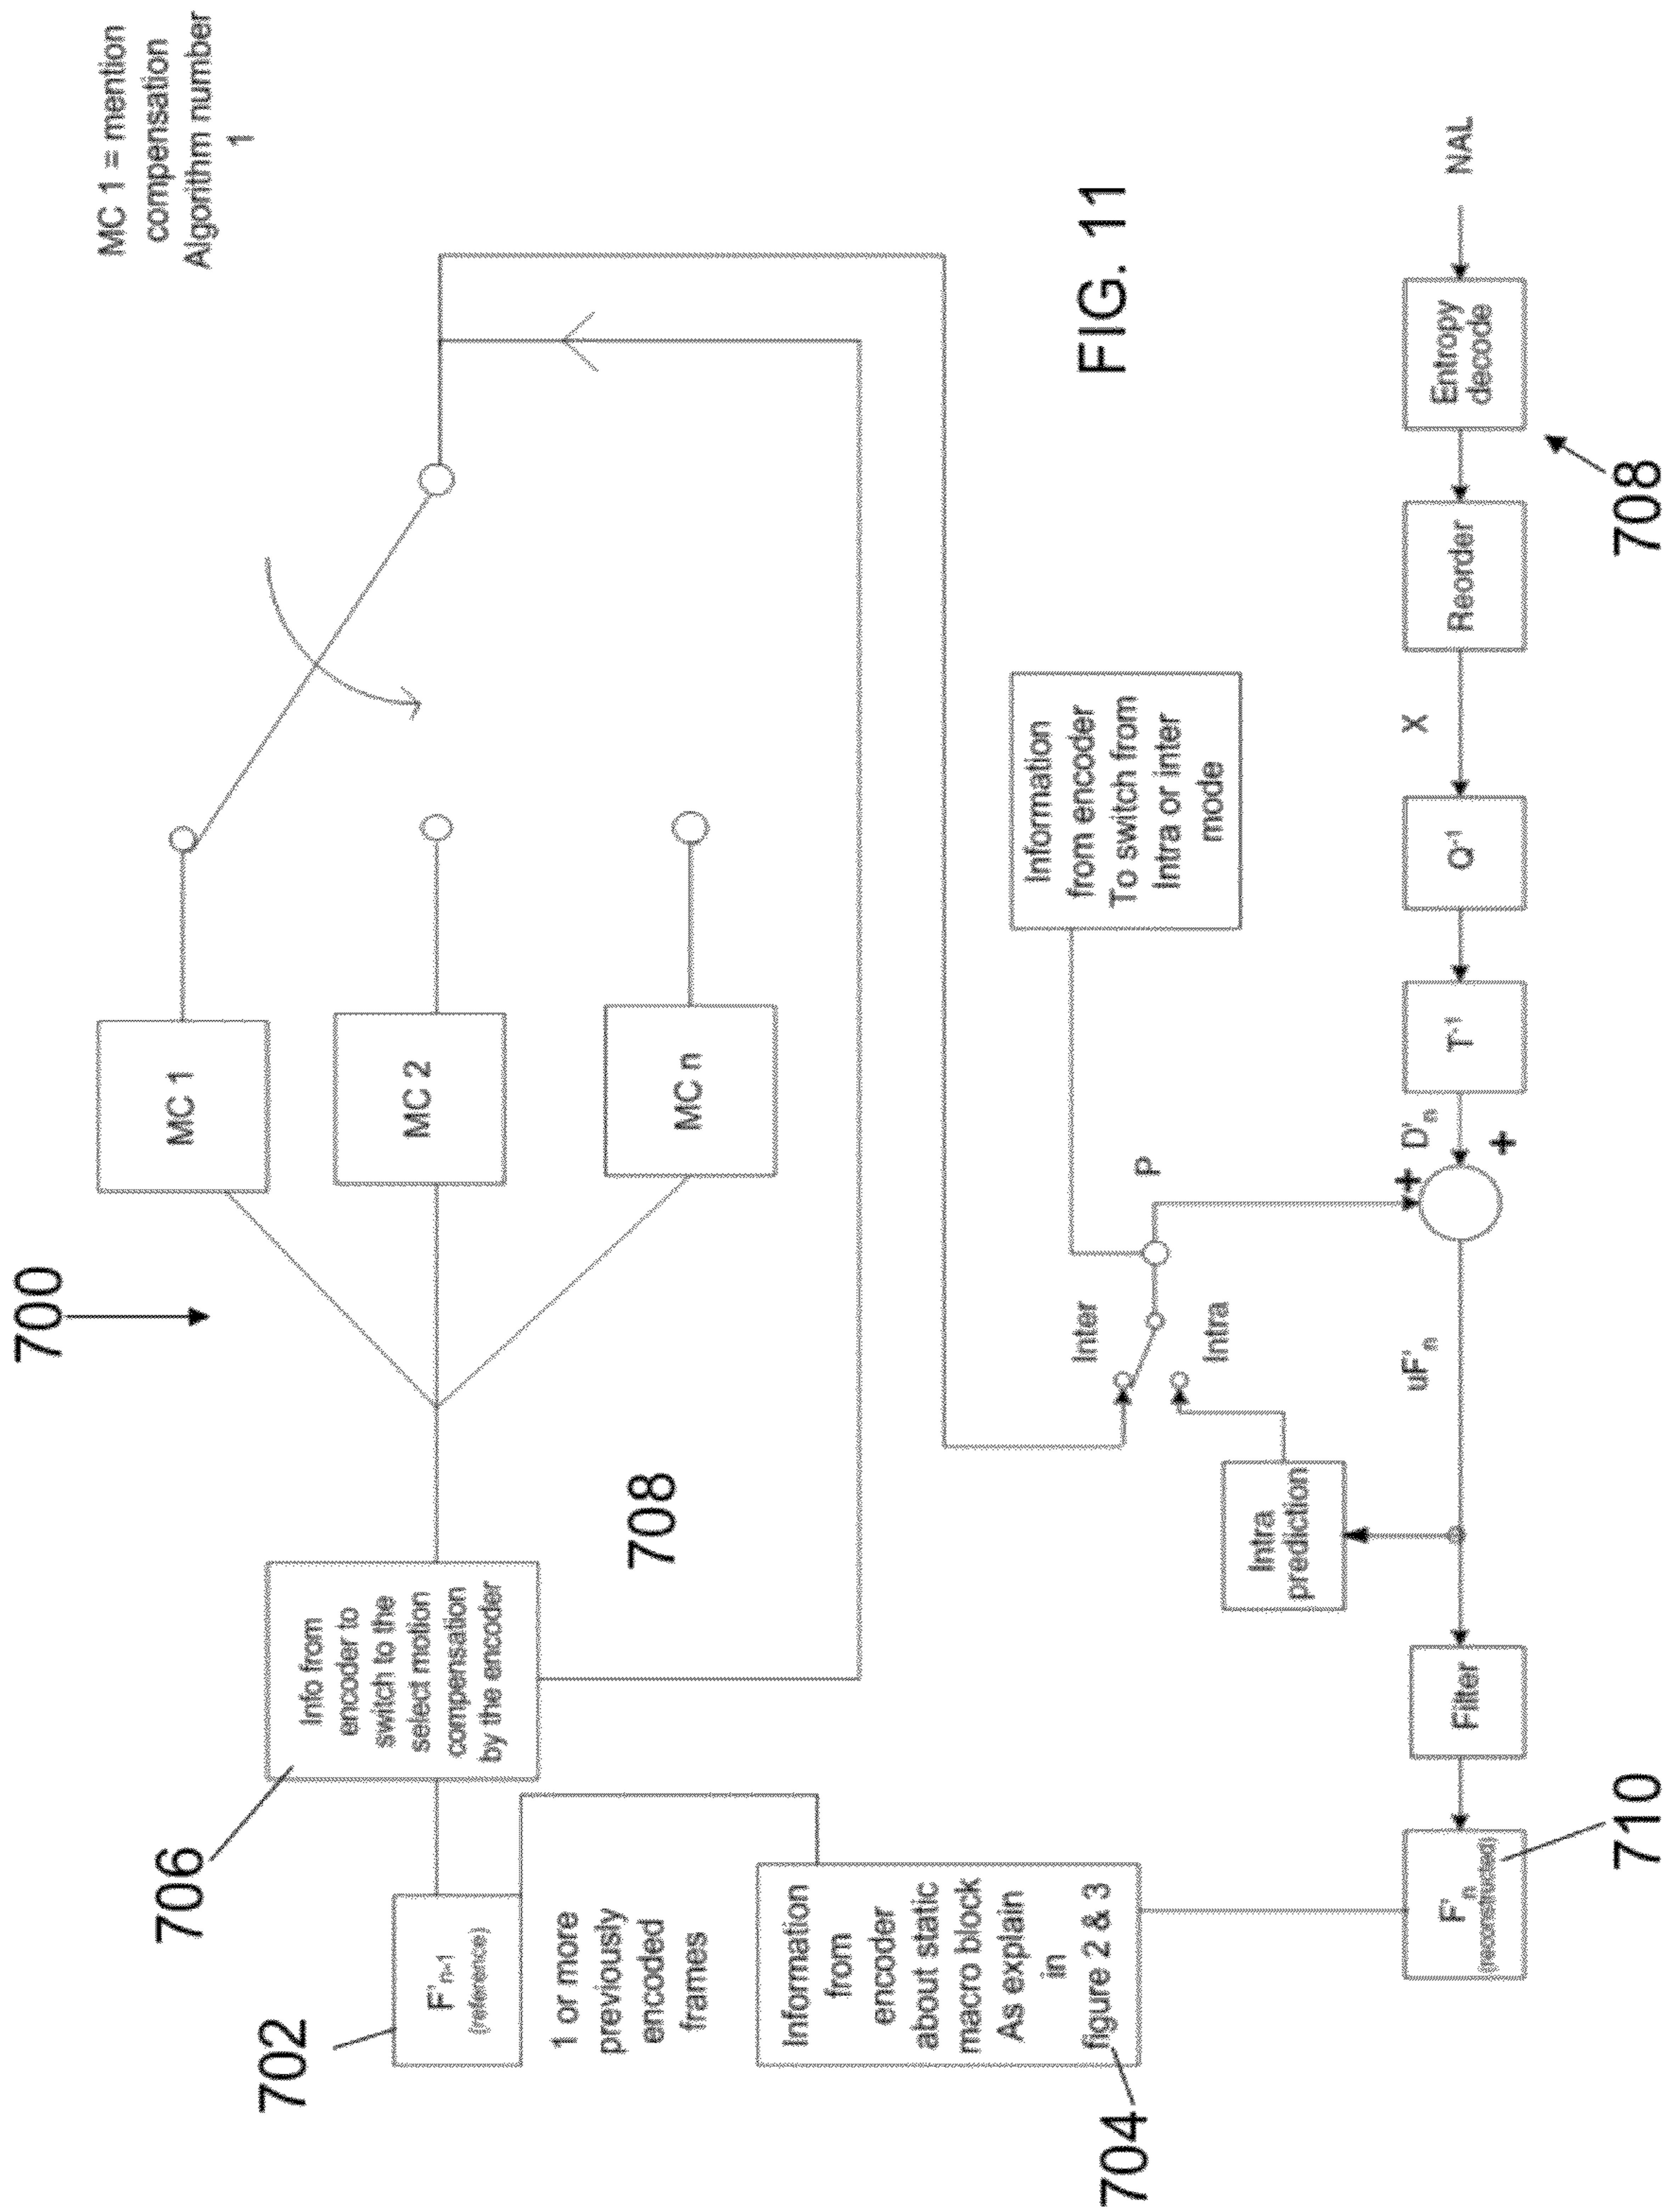 700
MC 1 = mention
compensation
Algorithm number
1
706
Info from
encoder to
switch to the
select motion
compensation
by the encoder
MC 1
MC 2
MC n
702
F'n-1
(reference)
1 or more
previously
encoded
frames
708
704
Information
from
encoder
about static
macro block
As explain
in
figure 2 & 3
Information
from encoder
To switch from
Intra or inter
mode
FIG. 11
Inter
Intra
P
Intra
prediction
710
F'n
(reconstructed)
Filter
uF'n
+
+
D'n
T-1
Q-1
X
Reorder
Entropy
decode
NAL
708